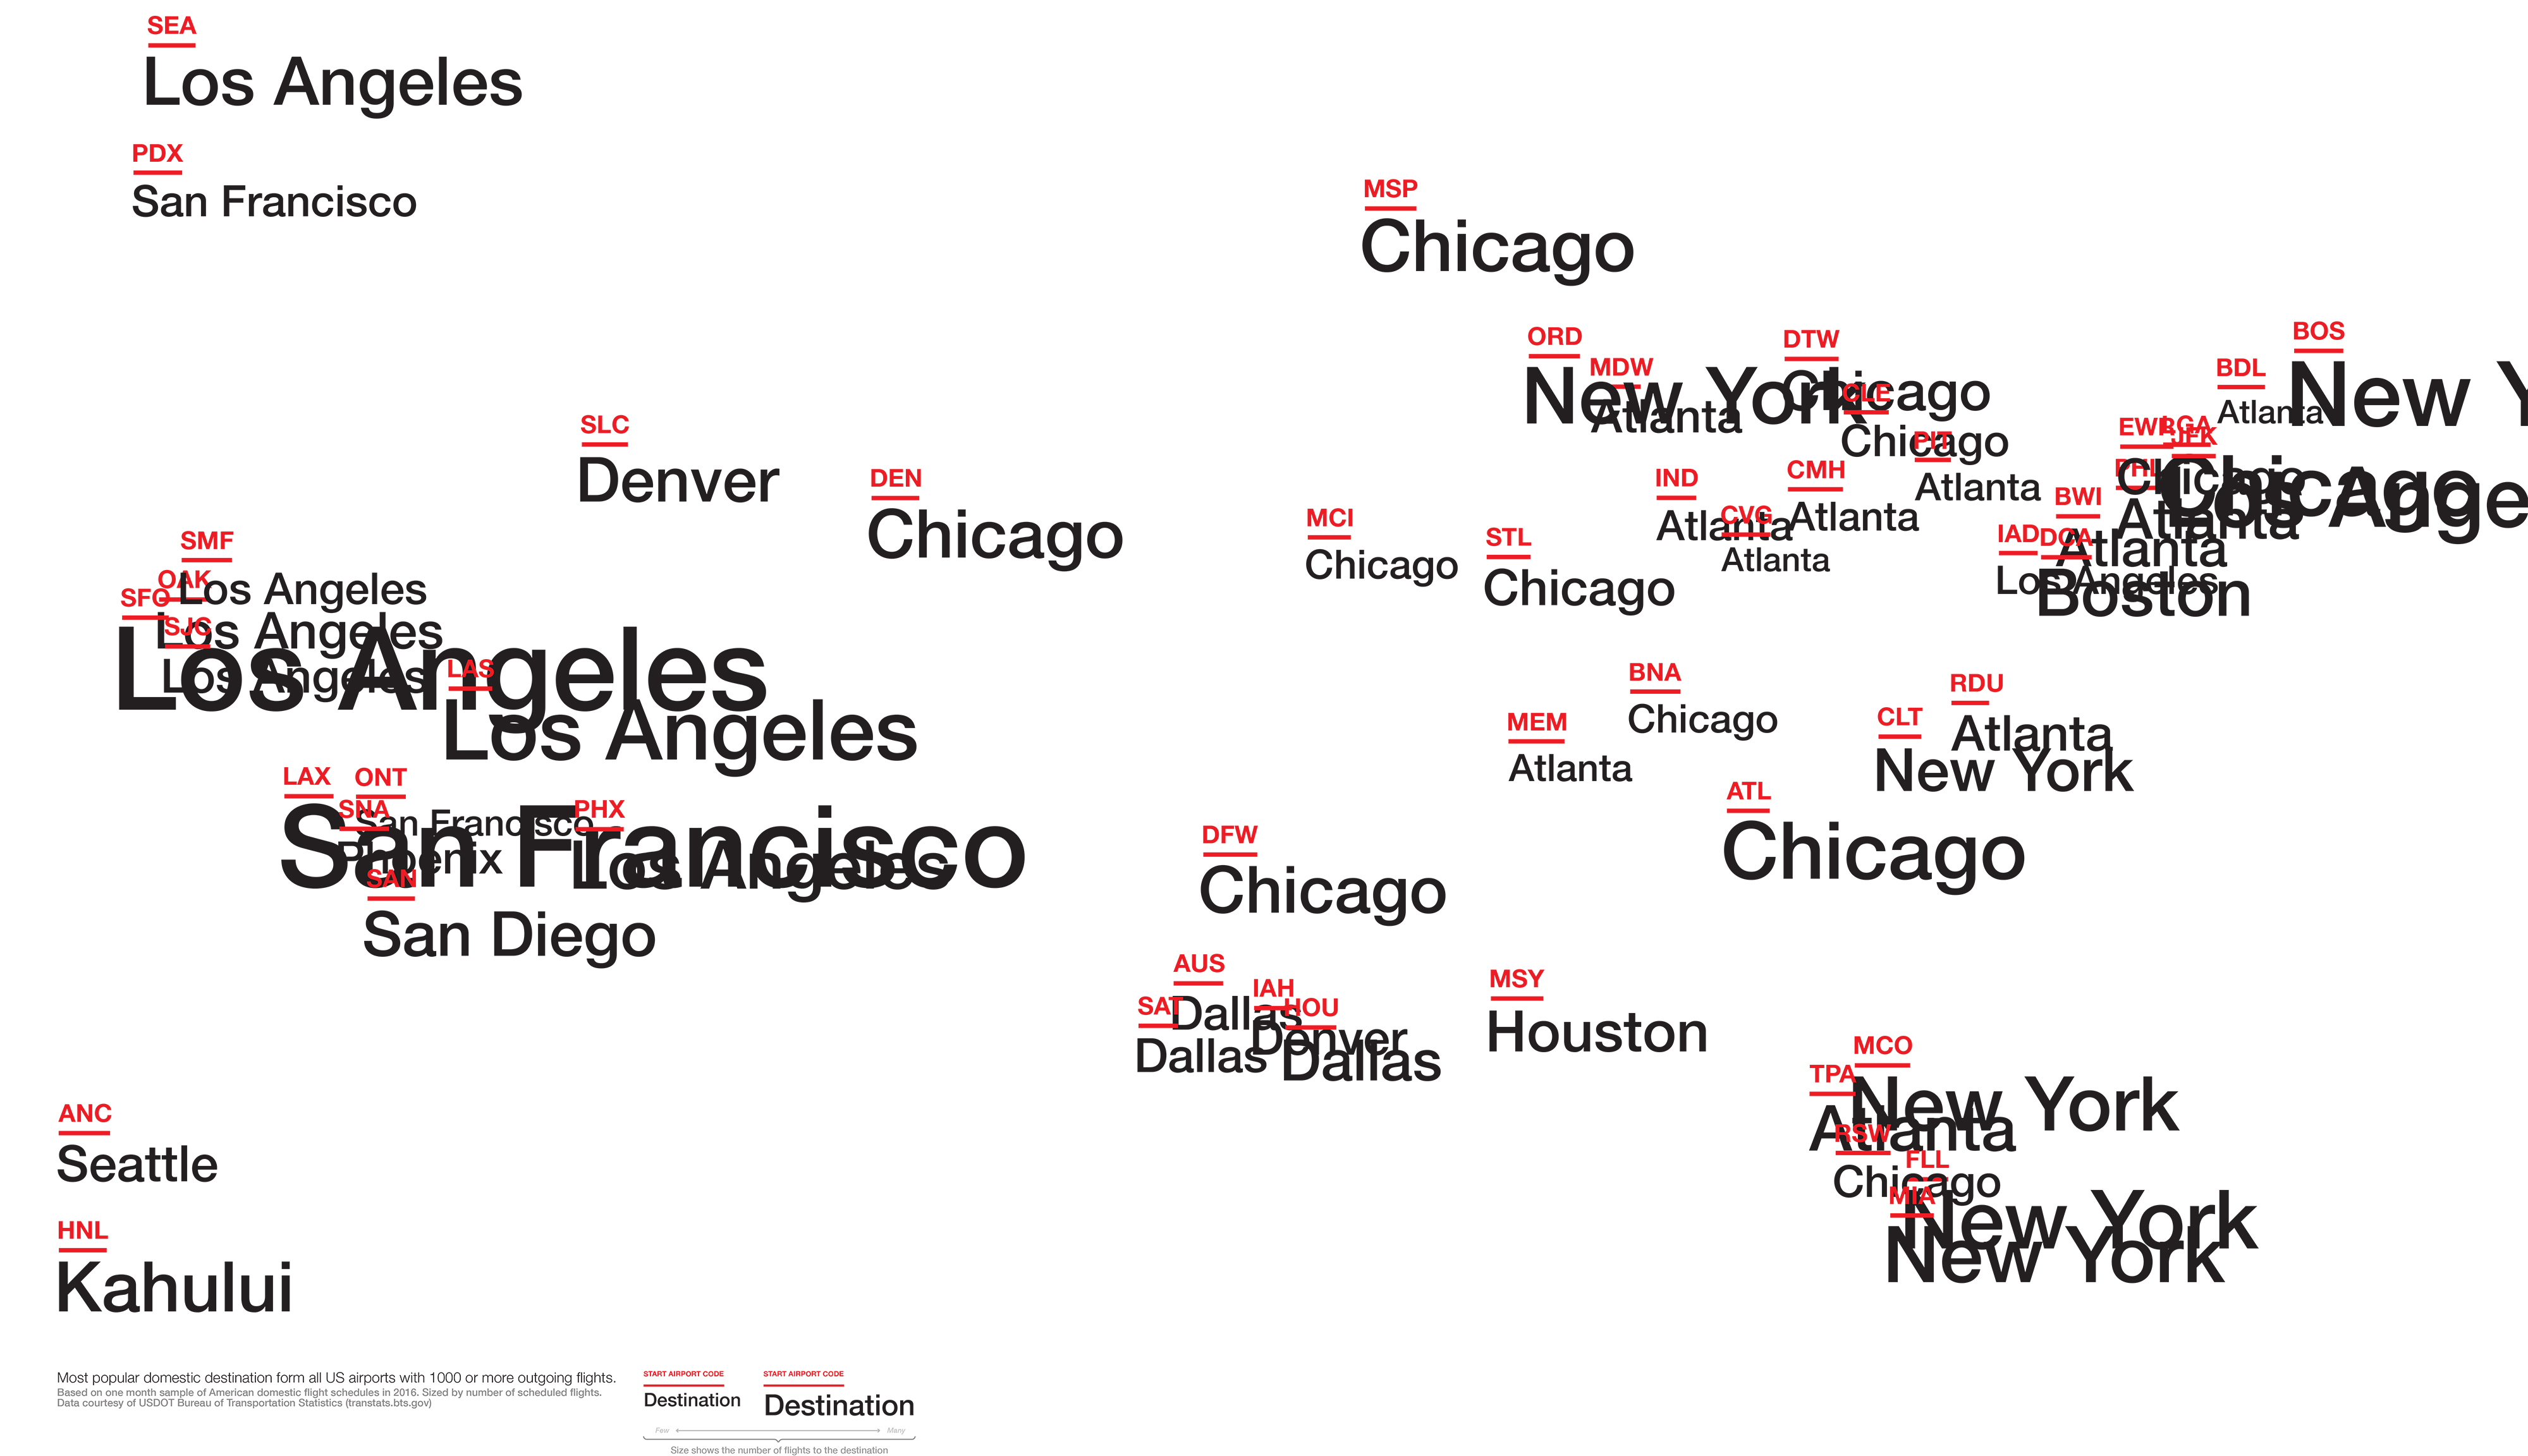 SEA
Los Angeles
PDX
San Francisco
MSP
Chicago
ORD
New York
MDW
Atlanta
DTW
Chicago
CLE
Chicago
PIT
Atlanta
BOS
New Y
BDL
Atlanta
EWR
Chicago
LGA
Chicago
JFK
Los Ange
PHL
Atlanta
BWI
Atlanta
IAD
Los Angeles
DCA
Boston
SLC
Denver
DEN
Chicago
IND
Atlanta
CVG
Atlanta
CMH
Atlanta
MCI
Chicago
STL
Chicago
SMF
Los Angeles
OAK
Los Angeles
SFO
Los Angeles
SJC
Los Angeles
LAS
Los Angeles
BNA
Chicago
MEM
Atlanta
RDU
Atlanta
CLT
New York
LAX
San Francisco
ONT
San Francisco
SNA
Phoenix
PHX
Los Angeles
SAN
San Diego
ATL
Chicago
DFW
Chicago
AUS
Dallas
SAT
Dallas
IAH
Denver
HOU
Dallas
MSY
Houston
MCO
New York
TPA
Atlanta
RSW
Chicago
FLL
New York
MIA
New York
ANC
Seattle
HNL
Kahului
Most popular domestic destination form all US airports with 1000 or more outgoing flights.
Based on one month sample of American domestic flight schedules in 2016. Sized by number of scheduled flights.
Data courtesy of USDOT Bureau of Transportation Statistics (transtats.bts.gov)
START AIRPORT CODE
Destination
START AIRPORT CODE
Destination
Few
Many
Size shows the number of flights to the destination